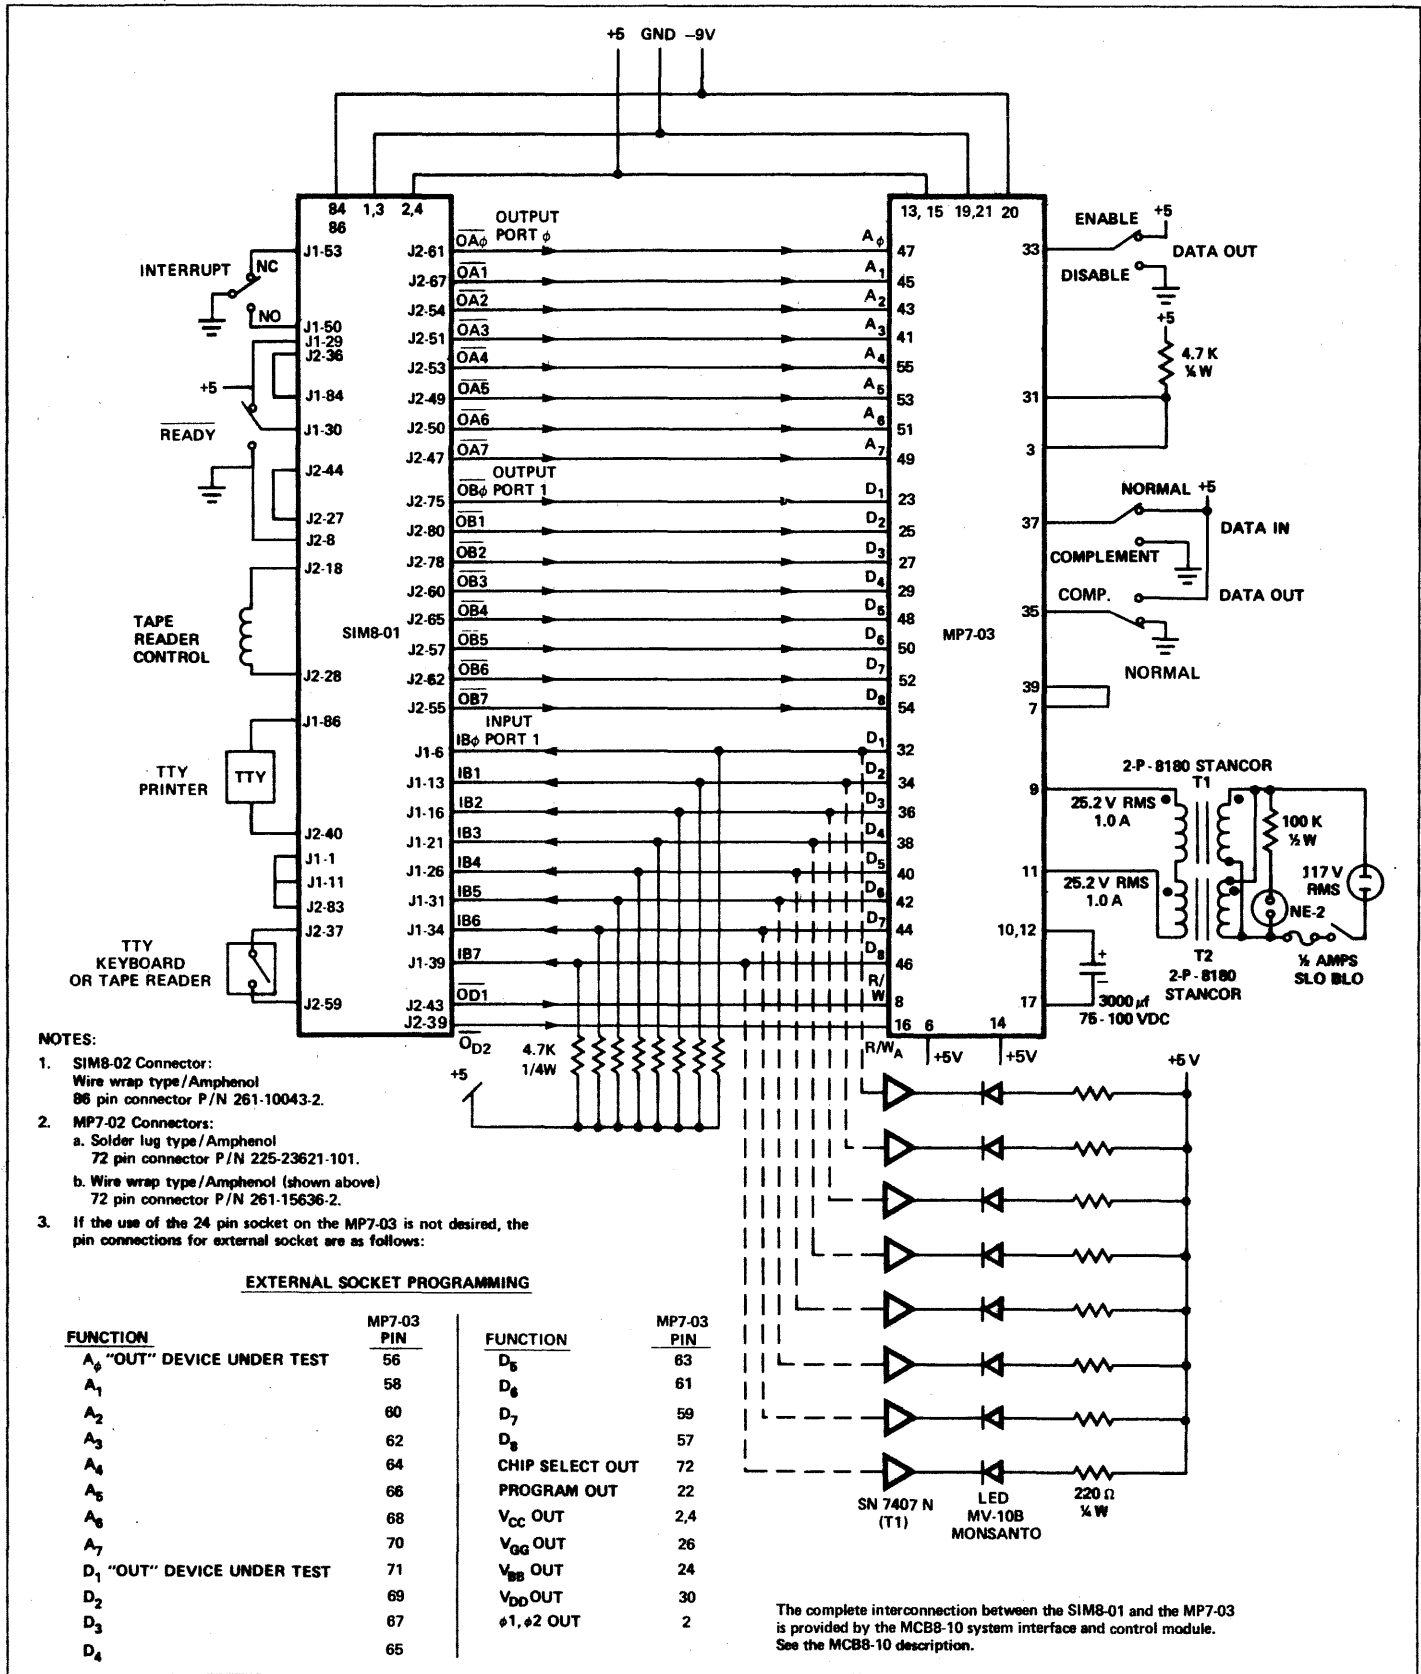 +5 GND -9V
84 1,3 2,4
86
13, 15 19,21 20
OUTPUT
PORT ϕ
J1-53 J2-61 OAϕ Aϕ 47
J2-67 OA1 A1 45
J2-54 OA2 A2 43
J2-51 OA3 A3 41
J2-53 OA4 A4 55
J2-49 OA5 A5 53
J2-50 OA6 A6 51
J2-47 OA7 A7 49
INTERRUPT
NC
NO
J1-50
J1-29
J2-36
+5
J1-84
READY
J1-30
J2-44
J2-27
J2-8
J2-18
TAPE
READER
CONTROL
J2-28
J1-86
TTY
PRINTER
TTY
J2-40
J1-1
J1-11
J2-83
J2-37
TTY
KEYBOARD
OR TAPE READER
J2-59
SIM8-01
OUTPUT
PORT 1
J2-75 OBϕ D1 23
J2-80 OB1 D2 25
J2-78 OB2 D3 27
J2-60 OB3 D4 29
J2-65 OB4 D5 48
J2-57 OB5 D6 50
J2-62 OB6 D7 52
J2-55 OB7 D8 54
INPUT
PORT 1
J1-6 IBϕ D1 32
J1-13 IB1 D2 34
J1-16 IB2 D3 36
J1-21 IB3 D4 38
J1-26 IB4 D5 40
J1-31 IB5 D6 42
J1-34 IB6 D7 44
J1-39 IB7 D8 46
J2-43 OD1 R/W 8
J2-39 OD2 R/WA 16
+5
4.7K
1/4W
MP7-03
33
ENABLE +5
DATA OUT
DISABLE
+5
4.7 K
¼ W
31
3
NORMAL +5
37
DATA IN
COMPLEMENT
COMP.
35
DATA OUT
NORMAL
39
7
2-P-8180 STANCOR
T1
9
25.2 V RMS
1.0 A
100 K
½ W
11
25.2 V RMS
1.0 A
117 V
RMS
NE-2
10,12
T2
2-P-8180
STANCOR
½ AMPS
SLO BLO
+
−
17
3000 µf
75-100 VDC
6 14
+5V +5V
+5 V
SN 7407 N
(T1)
LED
MV-10B
MONSANTO
220 Ω
¼ W
NOTES:
1. SIM8-02 Connector:
Wire wrap type/Amphenol
86 pin connector P/N 261-10043-2.
2. MP7-02 Connectors:
a. Solder lug type/Amphenol
72 pin connector P/N 225-23621-101.
b. Wire wrap type/Amphenol (shown above)
72 pin connector P/N 261-15636-2.
3. If the use of the 24 pin socket on the MP7-03 is not desired, the
pin connections for external socket are as follows:
EXTERNAL SOCKET PROGRAMMING
FUNCTION MP7-03 PIN
Aϕ "OUT" DEVICE UNDER TEST 56
A1 58
A2 60
A3 62
A4 64
A5 66
A6 68
A7 70
D1 "OUT" DEVICE UNDER TEST 71
D2 69
D3 67
D4 65
FUNCTION MP7-03 PIN
D5 63
D6 61
D7 59
D8 57
CHIP SELECT OUT 72
PROGRAM OUT 22
VCC OUT 2,4
VGG OUT 26
VBB OUT 24
VDD OUT 30
ϕ1,ϕ2 OUT 2
The complete interconnection between the SIM8-01 and the MP7-03
is provided by the MCB8-10 system interface and control module.
See the MCB8-10 description.